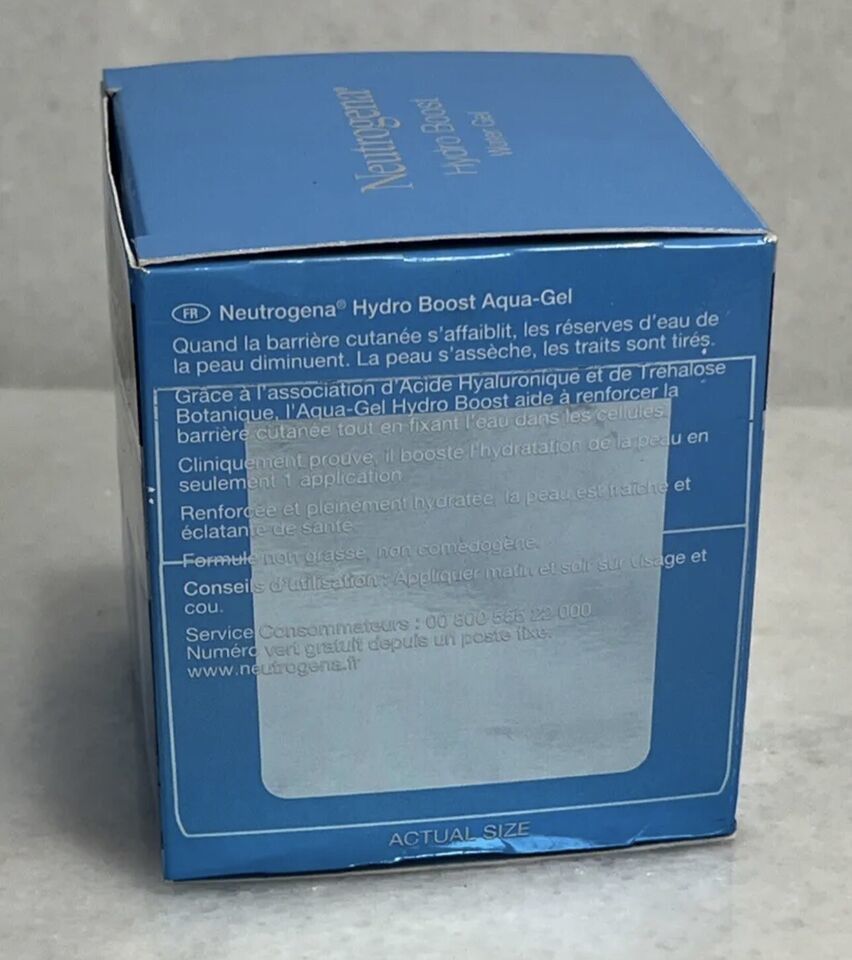 Neutrogena®
Hydro Boost
Water Gel
FR Neutrogena® Hydro Boost Aqua-Gel
Quand la barrière cutanée s'affaiblit, les réserves d'eau de
la peau diminuent. La peau s'assèche, les traits sont tirés.
Grâce à l'association d'Acide Hyaluronique et de Tréhalose
Botanique, l'Aqua-Gel Hydro Boost aide à renforcer la
barrière cutanée tout en fixant l'eau dans les cellules.
Cliniquement prouvé, il booste l'hydratation de la peau en
seulement 1 application
Renforcée et pleinement hydratée, la peau est fraîche et
éclatante de santé
Formule non grasse, non comédogène.
Conseils d'utilisation : Appliquer matin et soir sur visage et
cou.
Service Consommateurs : 00 800 22 000
Numéro vert gratuit depuis un poste fixe.
www.neutrogena.fr
ACTUAL SIZE